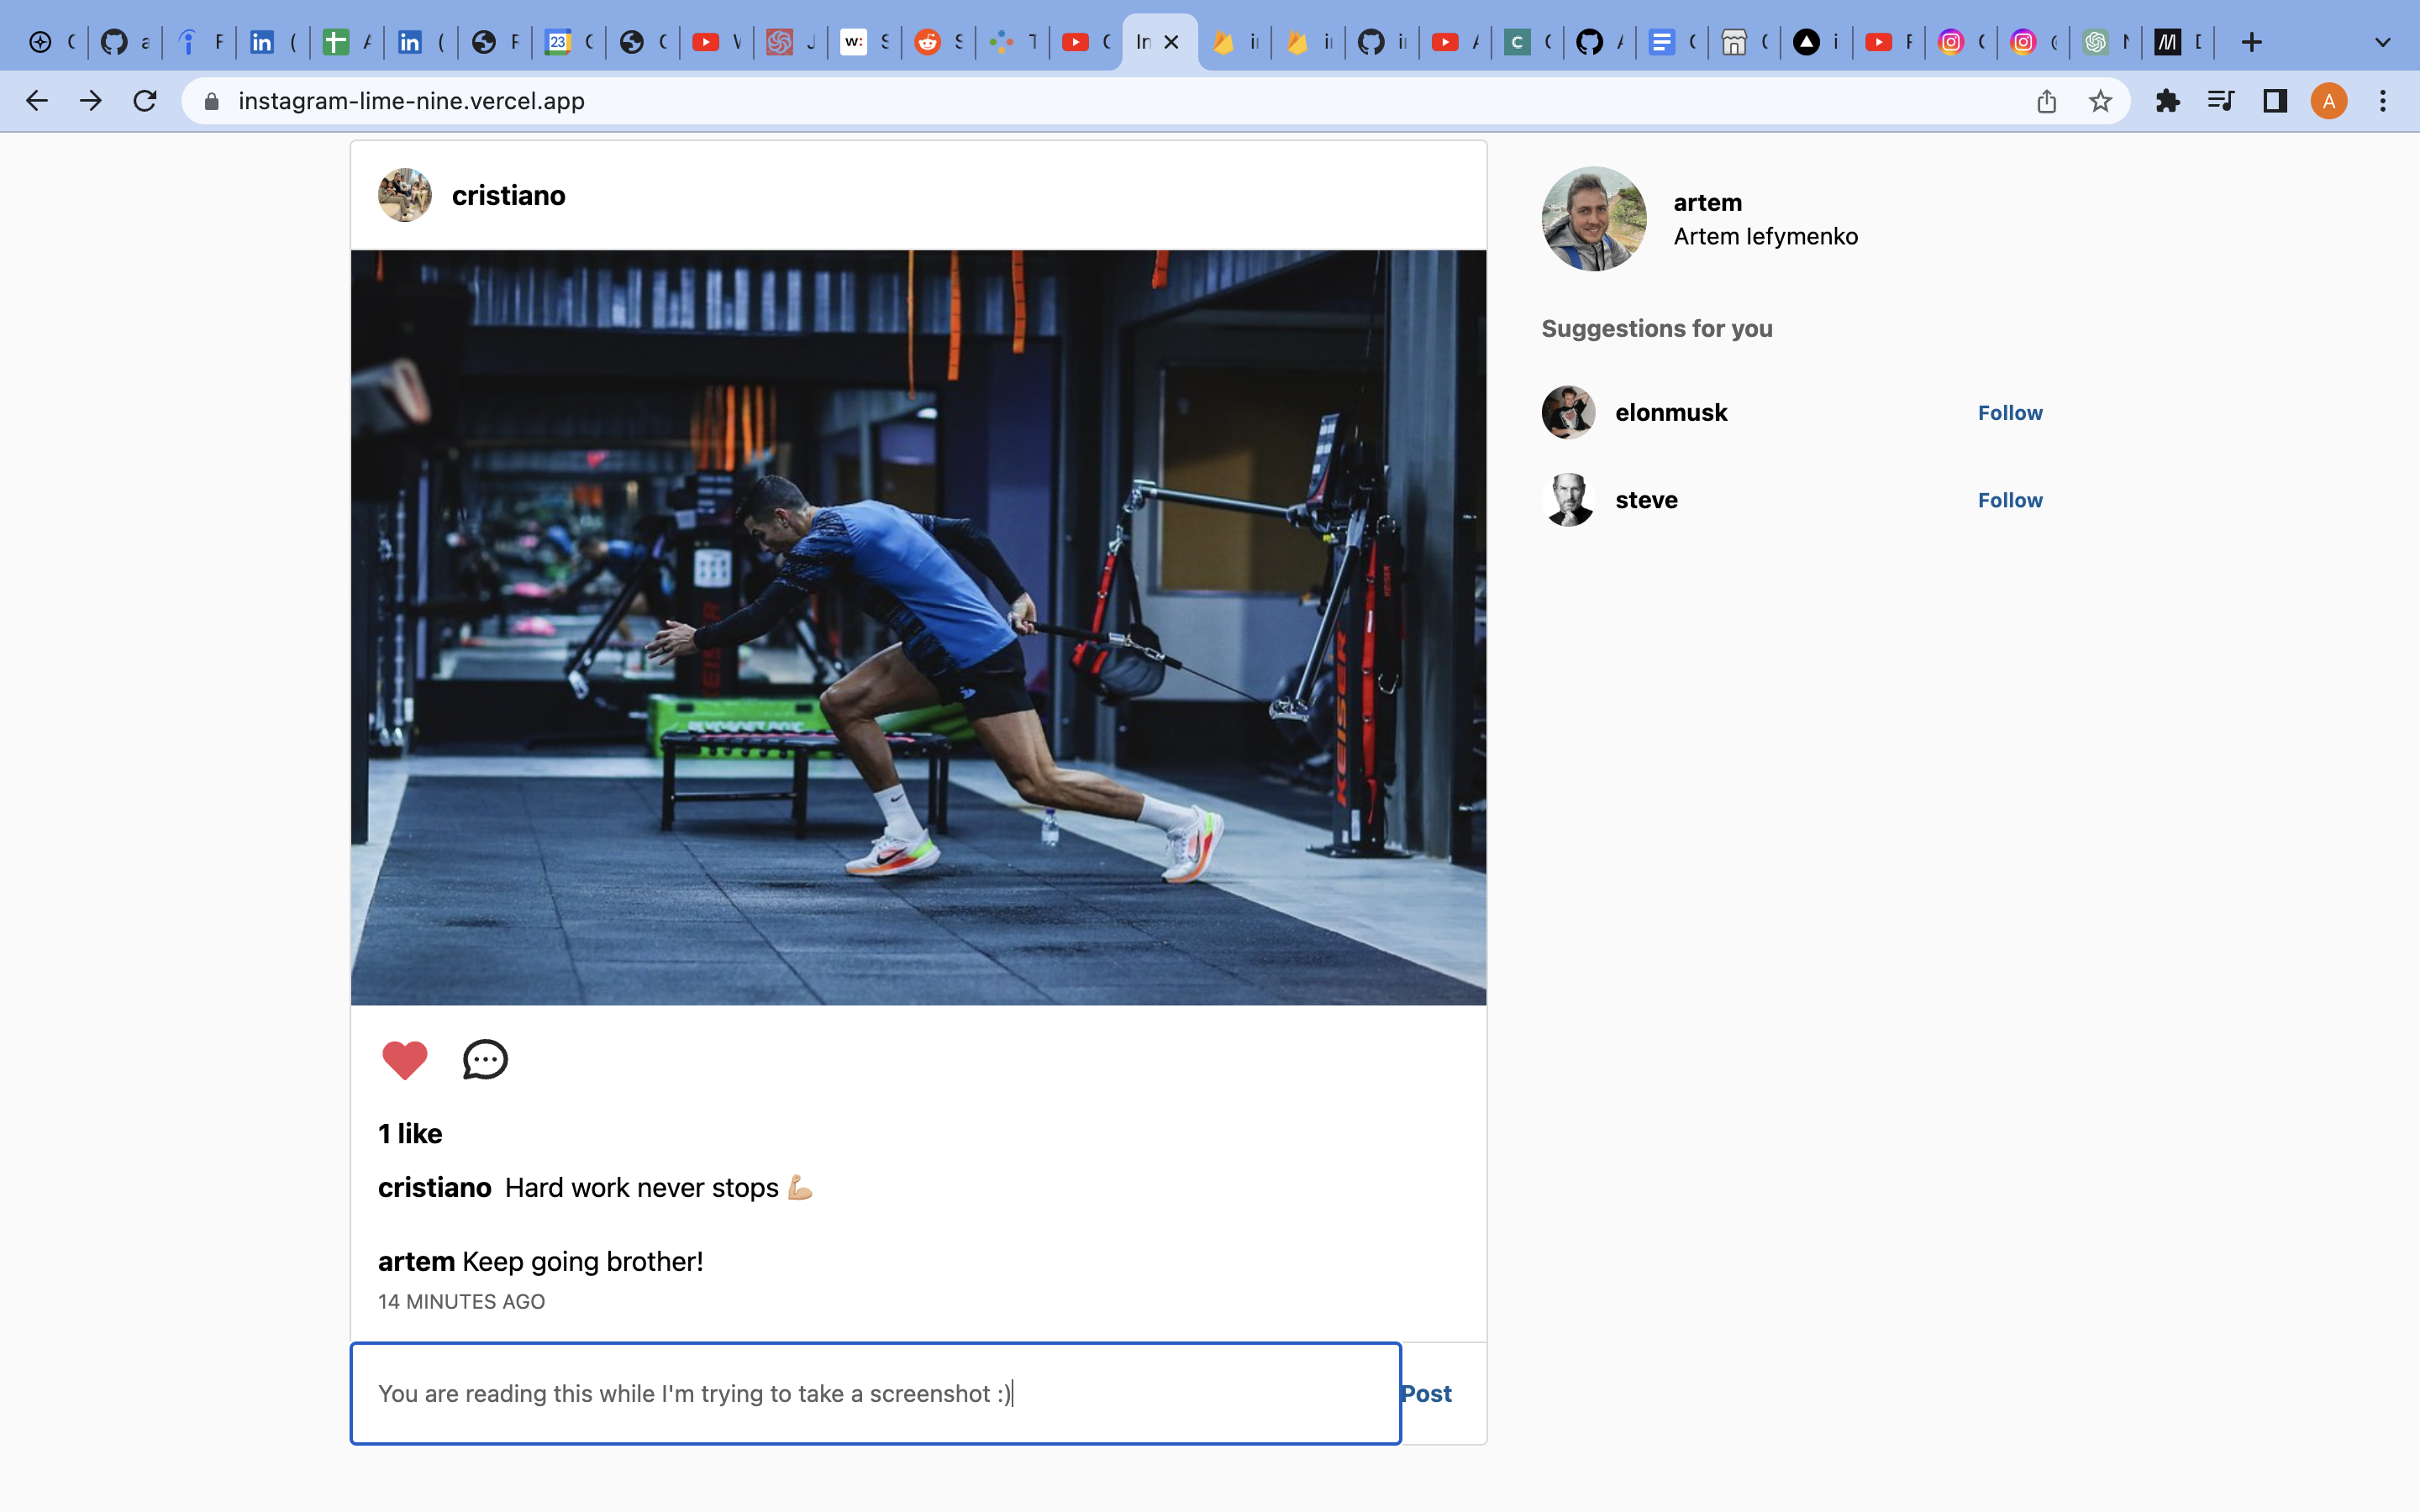 instagram-lime-nine.vercel.app
A
cristiano
artem
Artem Iefymenko
Suggestions for you
elonmusk Follow
steve Follow
KEISER
KEISER
1 like
cristiano Hard work never stops 💪🏼
artem Keep going brother!
14 MINUTES AGO
You are reading this while I'm trying to take a screenshot :)
Post